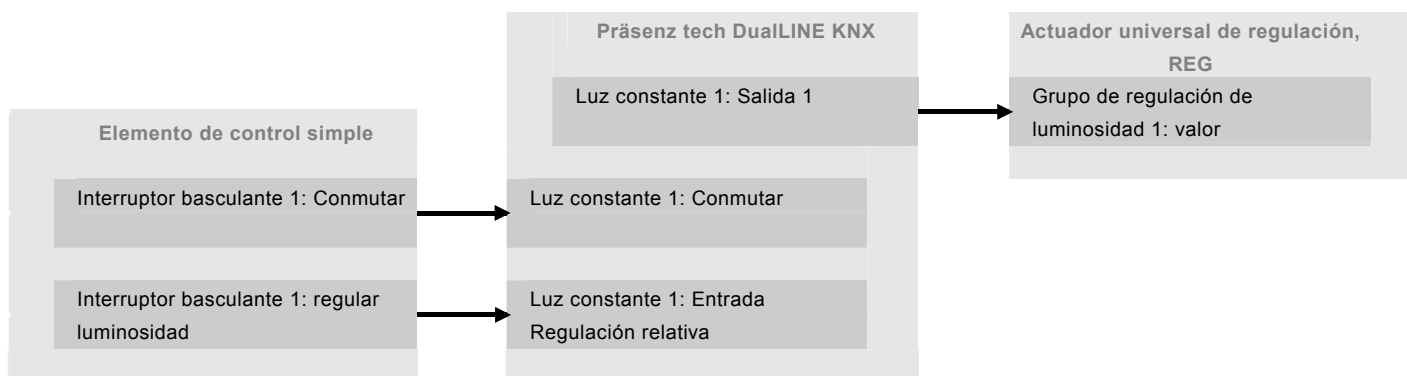 Präsenz tech DualLINE KNX
Actuador universal de regulación,
REG
Luz constante 1: Salida 1
Grupo de regulación de
luminosidad 1: valor
Elemento de control simple
Interruptor basculante 1: Conmutar
Luz constante 1: Conmutar
Interruptor basculante 1: regular
luminosidad
Luz constante 1: Entrada
Regulación relativa